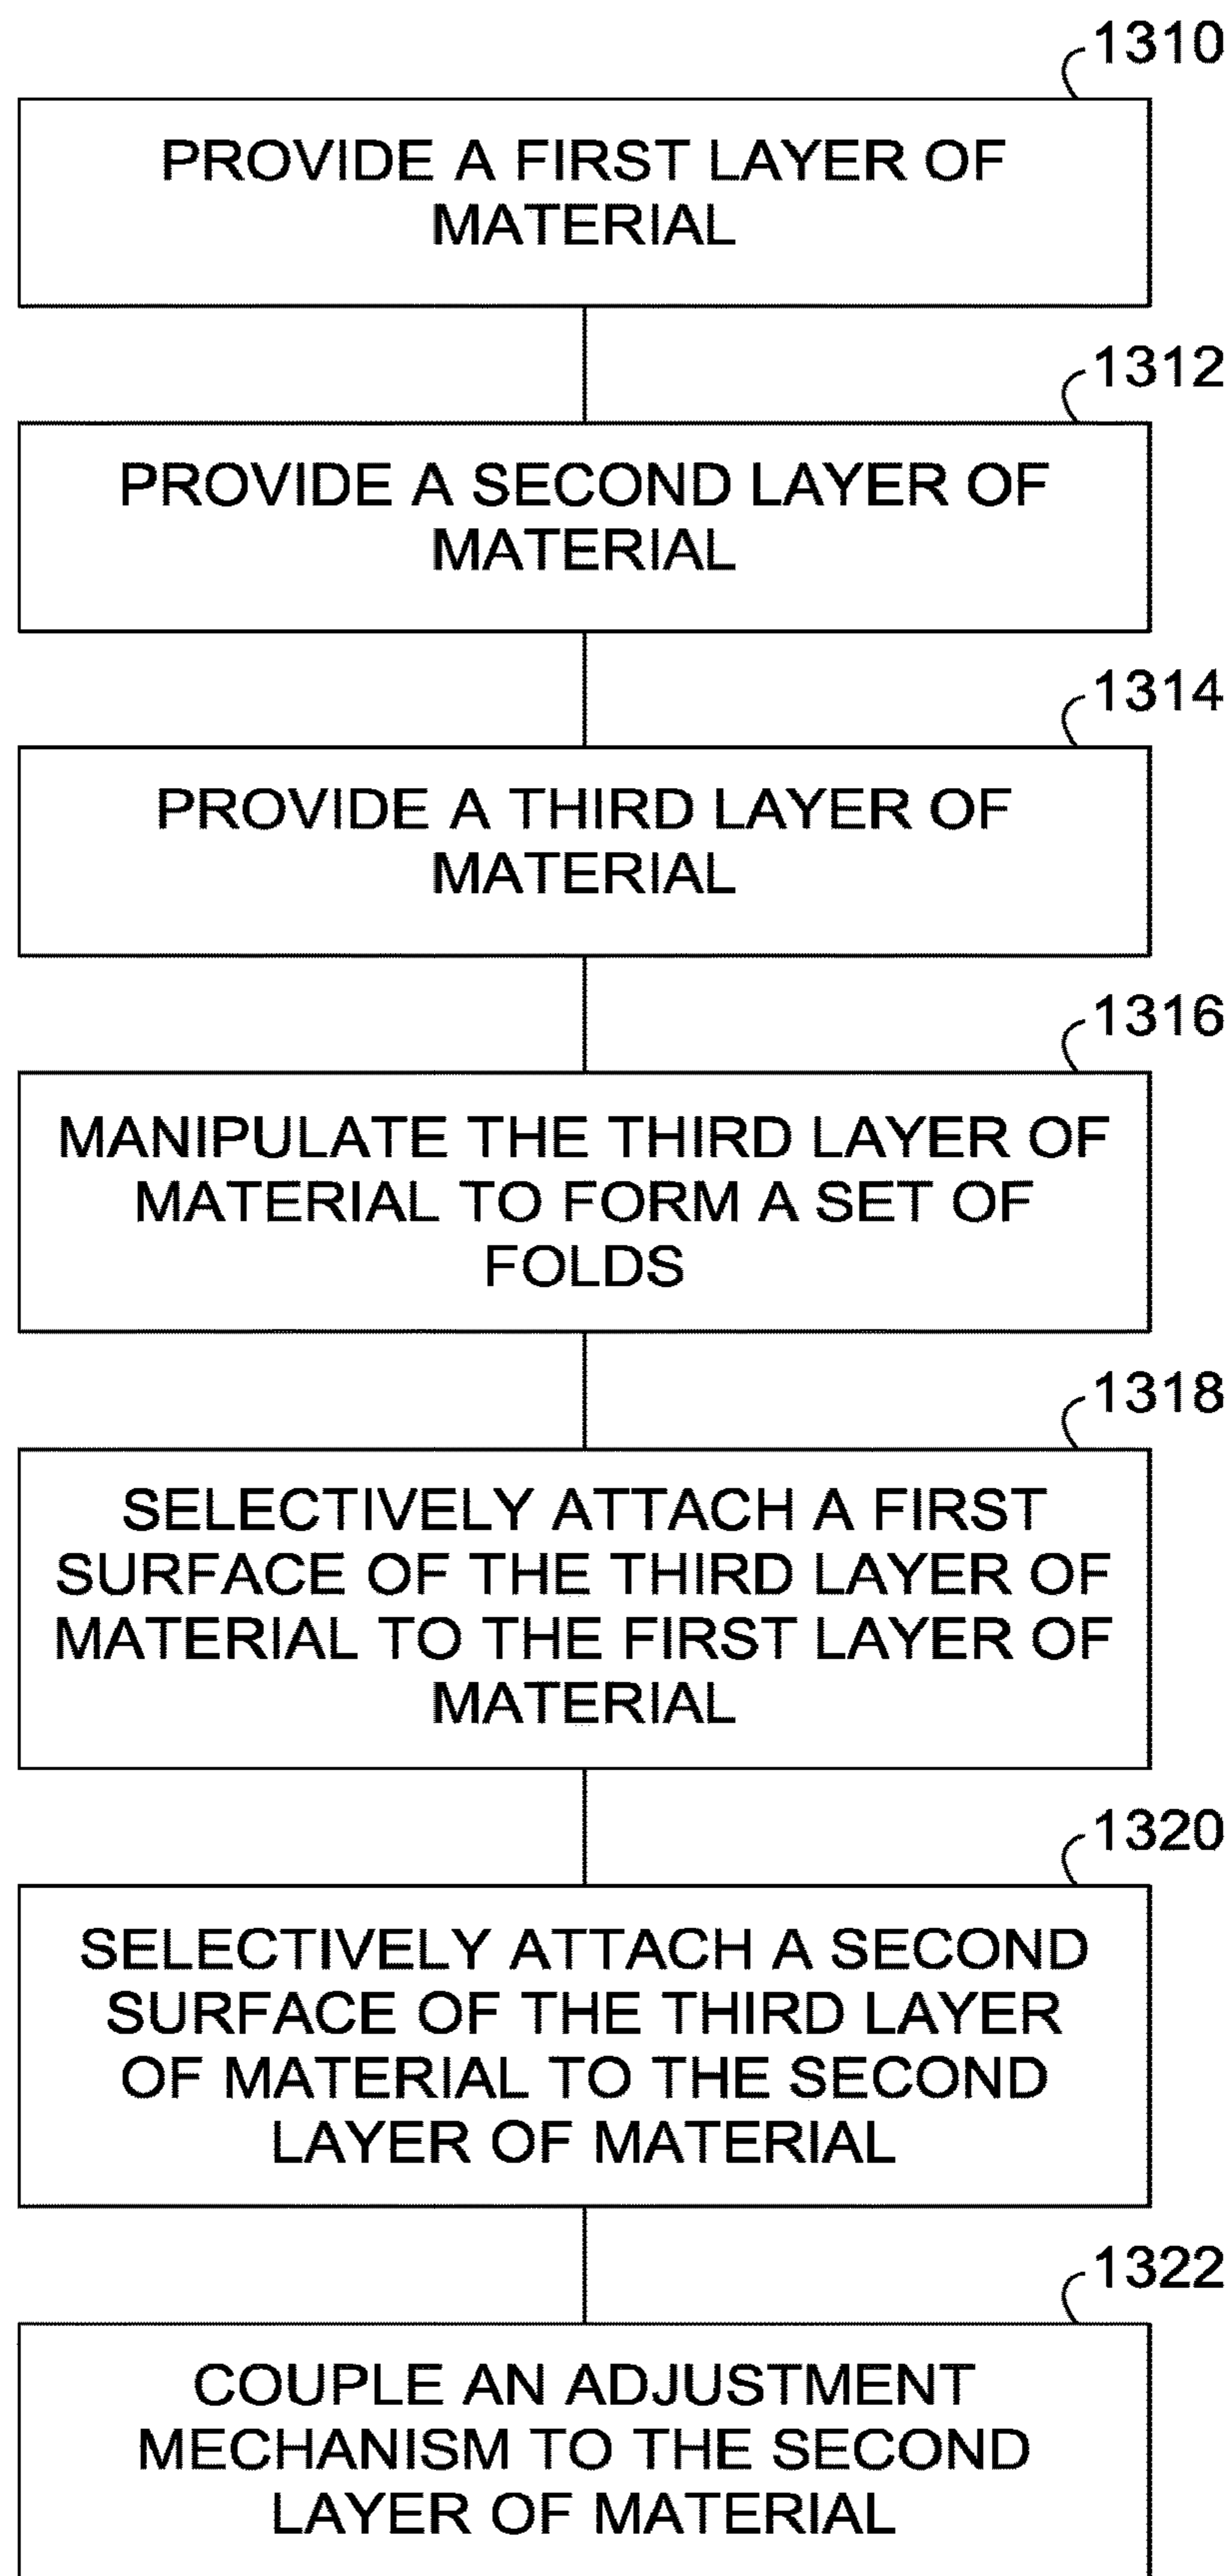 1310
PROVIDE A FIRST LAYER OF
MATERIAL
1312
PROVIDE A SECOND LAYER OF
MATERIAL
1314
PROVIDE A THIRD LAYER OF
MATERIAL
1316
MANIPULATE THE THIRD LAYER OF
MATERIAL TO FORM A SET OF
FOLDS
1318
SELECTIVELY ATTACH A FIRST
SURFACE OF THE THIRD LAYER OF
MATERIAL TO THE FIRST LAYER OF
MATERIAL
1320
SELECTIVELY ATTACH A SECOND
SURFACE OF THE THIRD LAYER
OF MATERIAL TO THE SECOND
LAYER OF MATERIAL
1322
COUPLE AN ADJUSTMENT
MECHANISM TO THE SECOND
LAYER OF MATERIAL